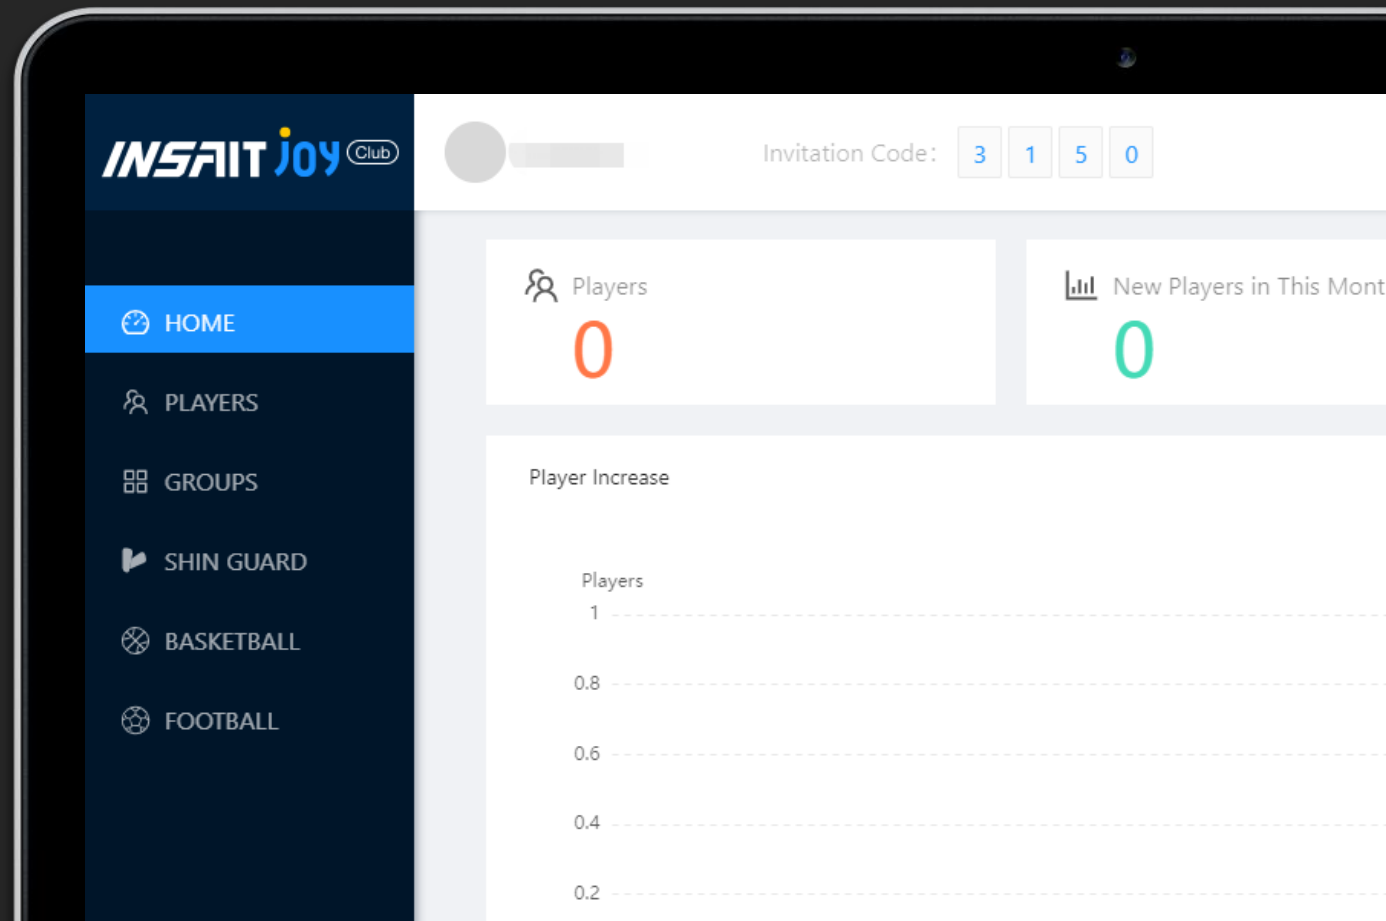 INSAIT joy Club
Invitation Code: 3 1 5 0
HOME
PLAYERS
GROUPS
SHIN GUARD
BASKETBALL
FOOTBALL
Players
0
New Players in This Mont
0
Player Increase
Players
1
0.8
0.6
0.4
0.2